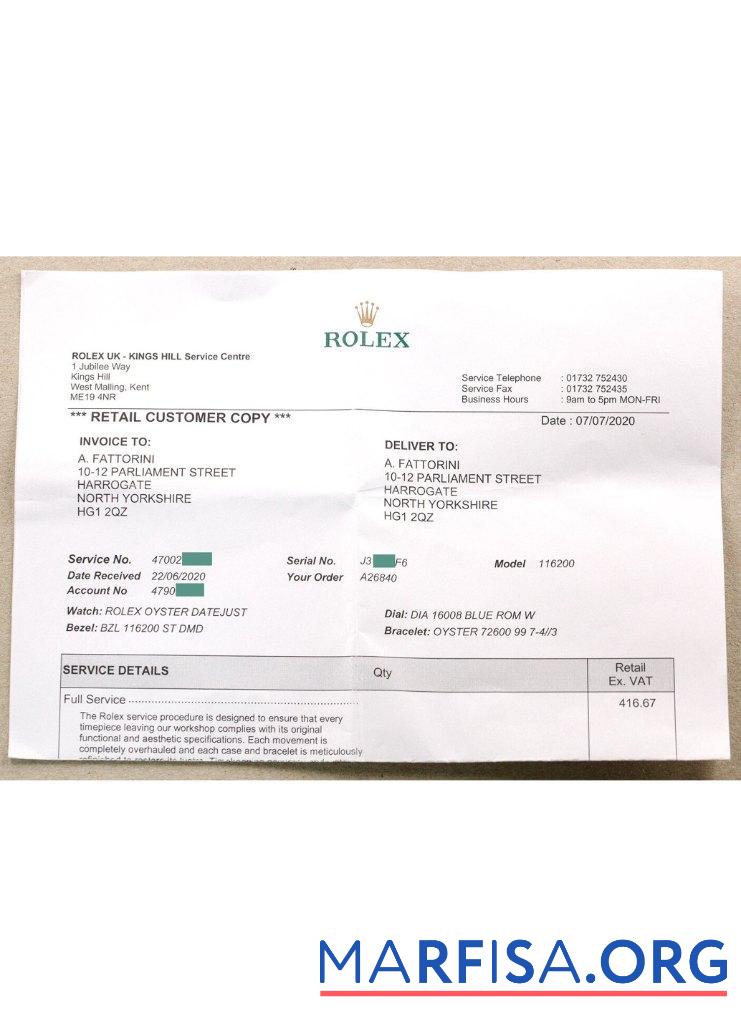 ROLEX
ROLEX UK - KINGS HILL Service Centre
1 Jubilee Way
Kings Hill
West Malling, Kent
ME19 4NR
Service Telephone : 01732 752430
Service Fax : 01732 752435
Business Hours : 9am to 5pm MON-FRI
*** RETAIL CUSTOMER COPY ***
Date : 07/07/2020
INVOICE TO:
A. FATTORINI
10-12 PARLIAMENT STREET
HARROGATE
NORTH YORKSHIRE
HG1 2QZ
DELIVER TO:
A. FATTORINI
10-12 PARLIAMENT STREET
HARROGATE
NORTH YORKSHIRE
HG1 2QZ
Service No. 47002
Serial No. J3 F6
Model 116200
Date Received 22/06/2020
Your Order A26840
Account No 4790
Watch: ROLEX OYSTER DATEJUST
Dial: DIA 16008 BLUE ROM W
Bezel: BZL 116200 ST DMD
Bracelet: OYSTER 72600 99 7-4//3
SERVICE DETAILS Qty Retail
Ex. VAT
Full Service 416.67
The Rolex service procedure is designed to ensure that every
timepiece leaving our workshop complies with its original
functional and aesthetic specifications. Each movement is
completely overhauled and each case and bracelet is meticulously
MARFISA.ORG